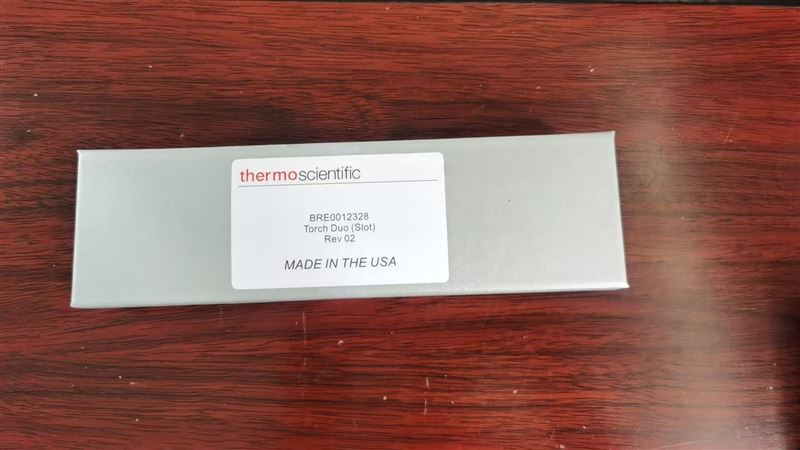 thermoscientific
BRE0012328
Torch Duo (Slot)
Rev 02
MADE IN THE USA